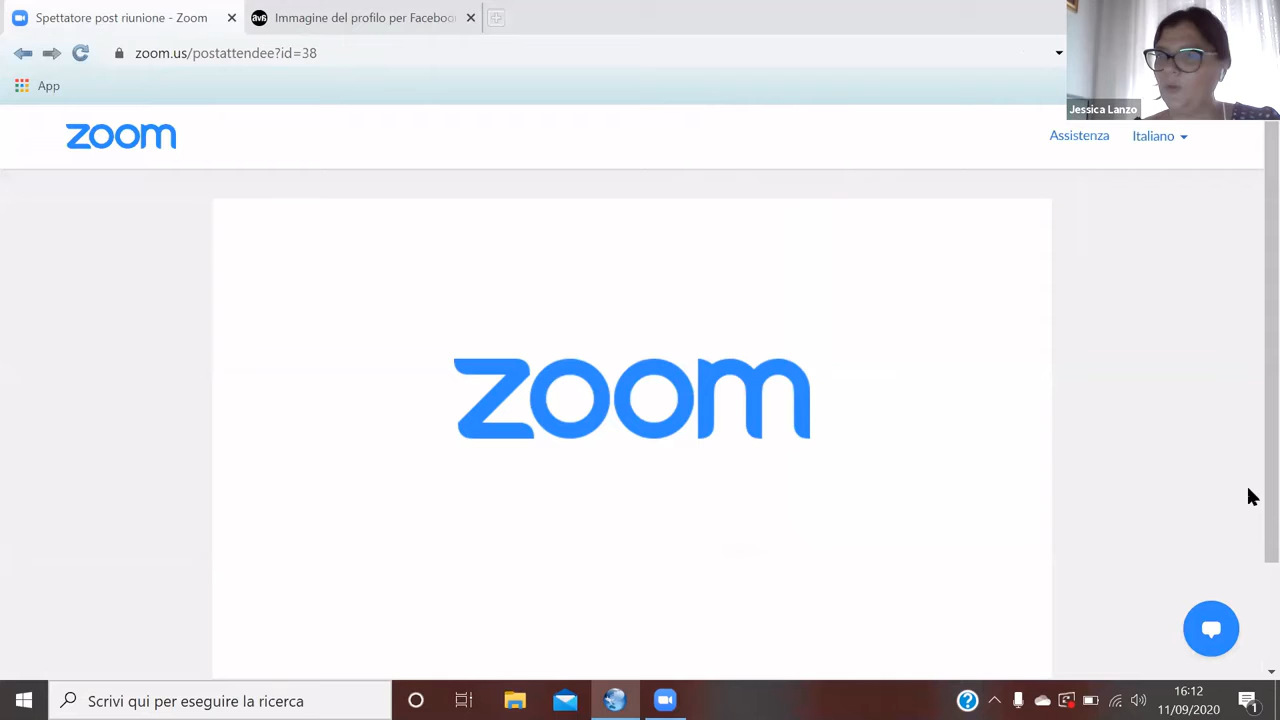 Spettatore post riunione - Zoom
Immagine del profilo per Faceboo
zoom.us/postattendee?id=38
App
Jessica Lanzo
zoom
Assistenza
Italiano
zoom
Scrivi qui per eseguire la ricerca
16:12
11/09/2020
1